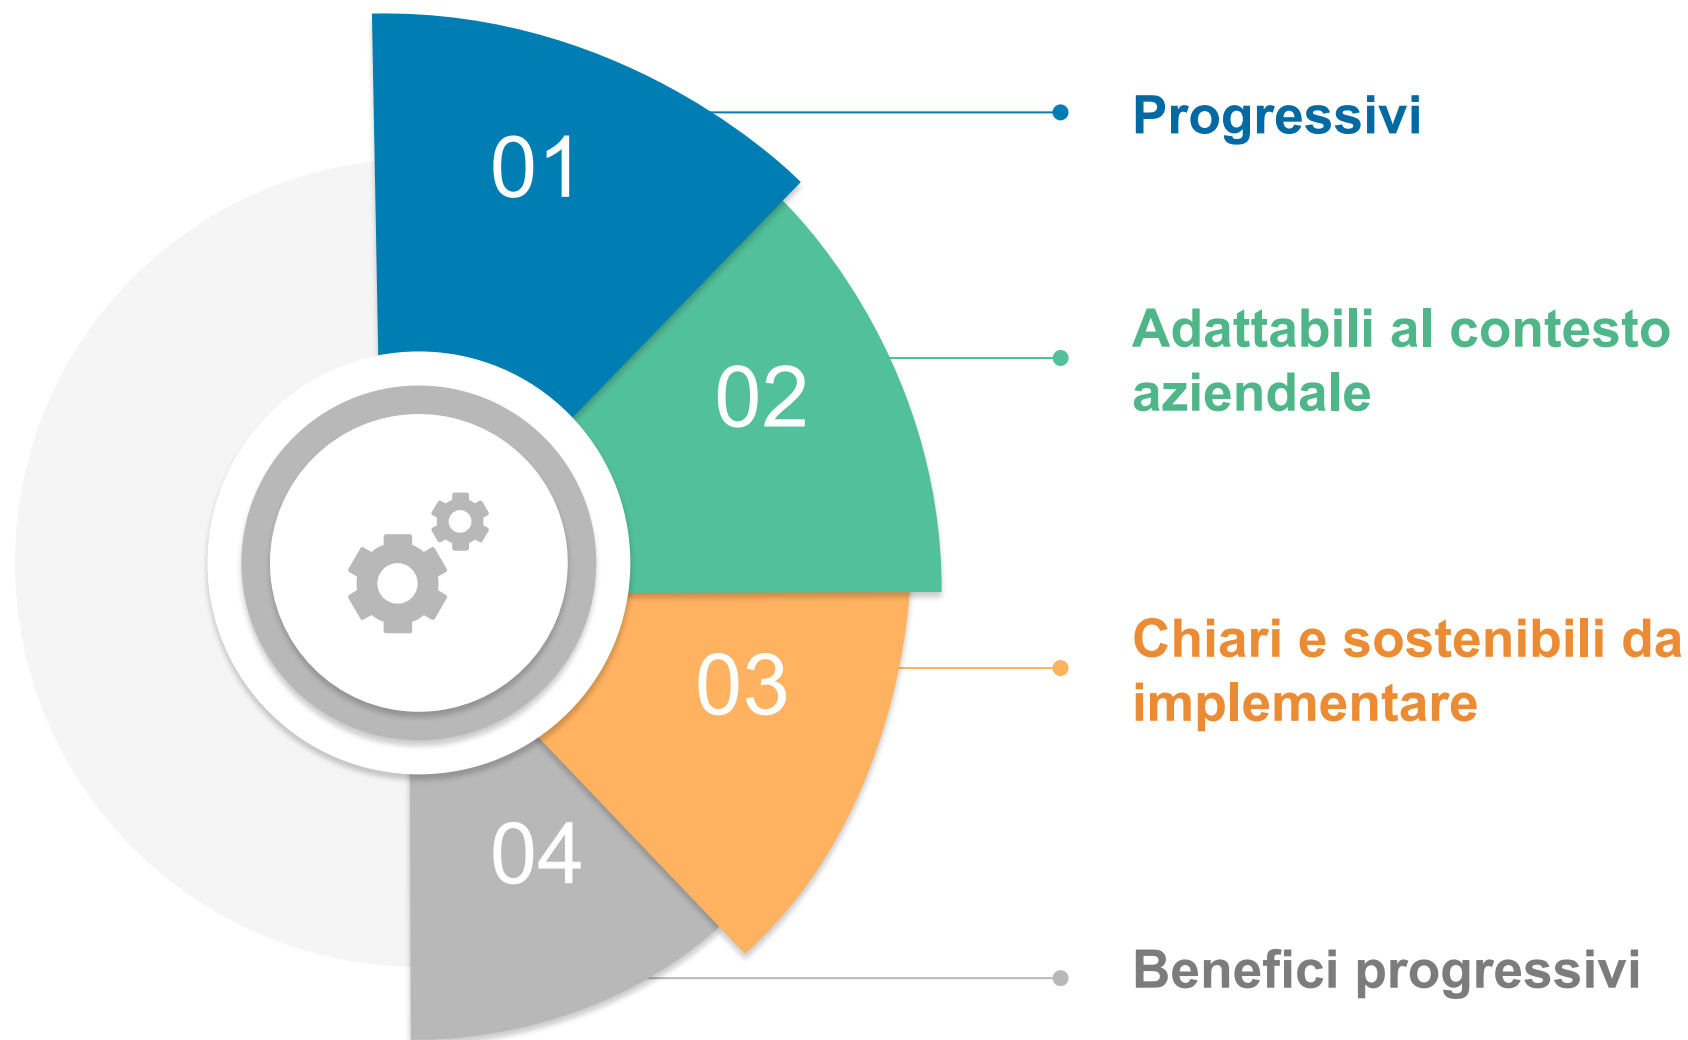 01
Progressivi
02
Adattabili al contesto
aziendale
03
Chiari e sostenibili da
implementare
04
Benefici progressivi